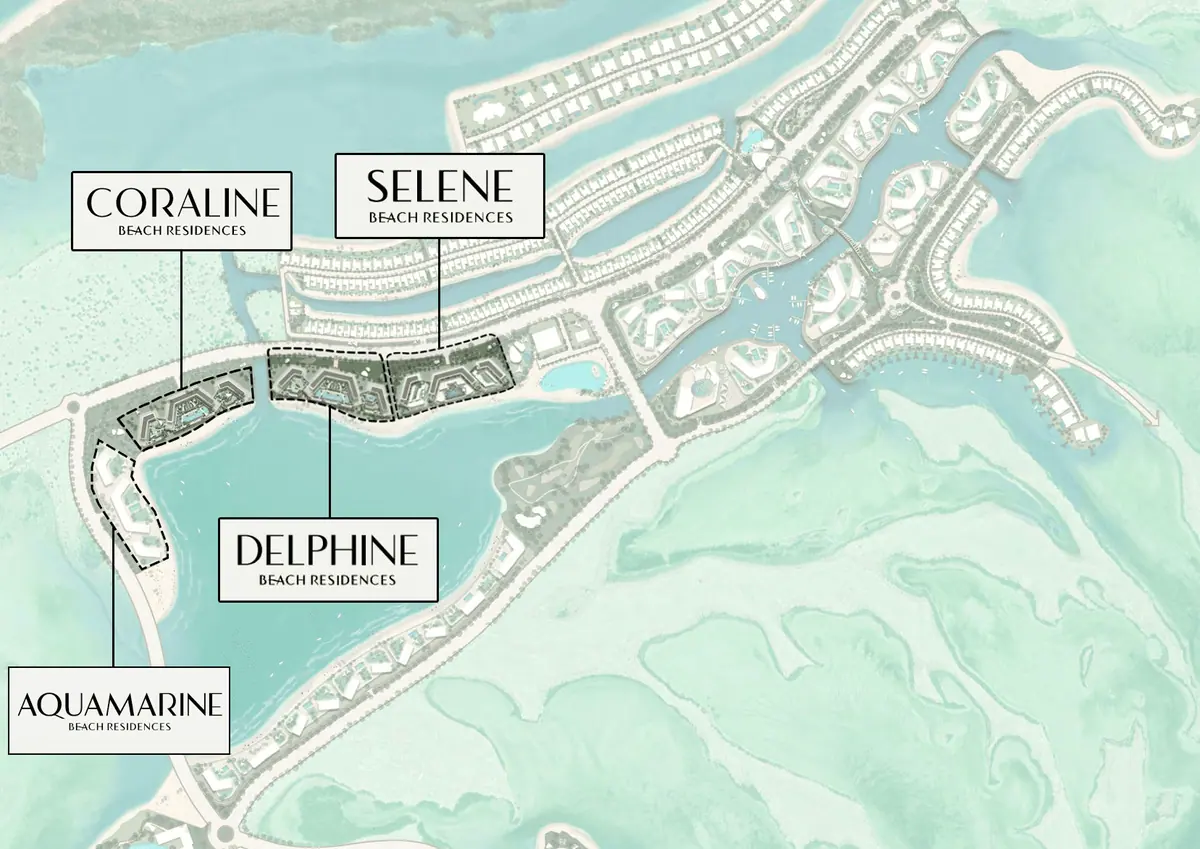 CORALINE
BEACH RESIDENCES
SELENE
BEACH RESIDENCES
DELPHINE
BEACH RESIDENCES
AQUAMARINE
BEACH RESIDENCES